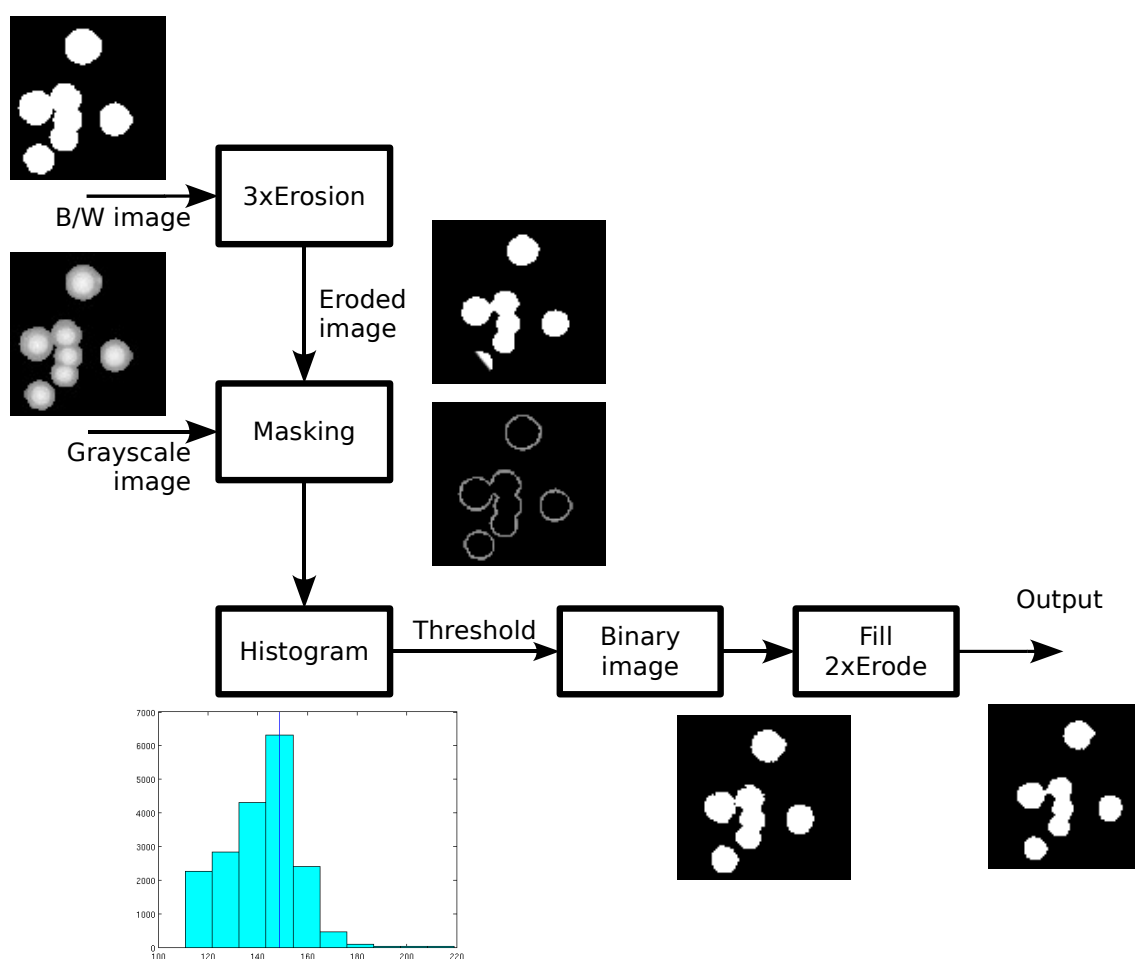 3xErosion
B/W image
Eroded
image
Masking
Grayscale
image
Output
Histogram
Threshold
Binary
image
Fill
2xErode
7000
6000
5000
4000
3000
2000
1000
0
100 120 140 160 180 200 220